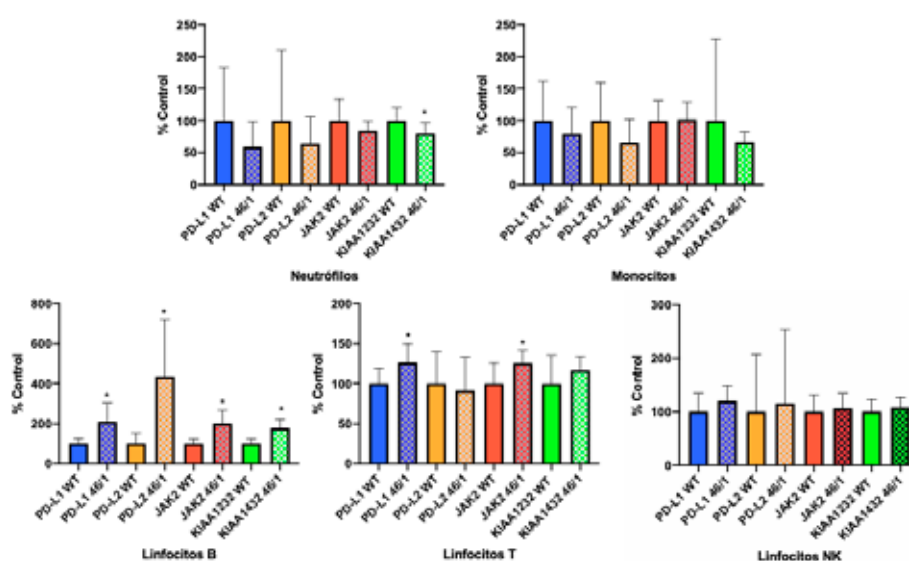 250
200
150
100
50
0
% Control
*
PD-L1 WT
PD-L1 46/1
PD-L2 WT
PD-L2 46/1
JAK2 WT
JAK2 46/1
KIAA1232 WT
KIAA1432 46/1
Neutrófilos
250
200
150
100
50
0
% Control
PD-L1 WT
PD-L1 46/1
PD-L2 WT
PD-L2 46/1
JAK2 WT
JAK2 46/1
KIAA1232 WT
KIAA1432 46/1
Monocitos
800
600
400
200
0
% Control
* * * *
PD-L1 WT
PD-L1 46/1
PD-L2 WT
PD-L2 46/1
JAK2 WT
JAK2 46/1
KIAA1232 WT
KIAA1432 46/1
Linfocitos B
200
150
100
50
0
% Control
* *
PD-L1 WT
PD-L1 46/1
PD-L2 WT
PD-L2 46/1
JAK2 WT
JAK2 46/1
KIAA1232 WT
KIAA1432 46/1
Linfocitos T
300
200
100
0
% Control
PD-L1 WT
PD-L1 46/1
PD-L2 WT
PD-L2 46/1
JAK2 WT
JAK2 46/1
KIAA1232 WT
KIAA1432 46/1
Linfocitos NK